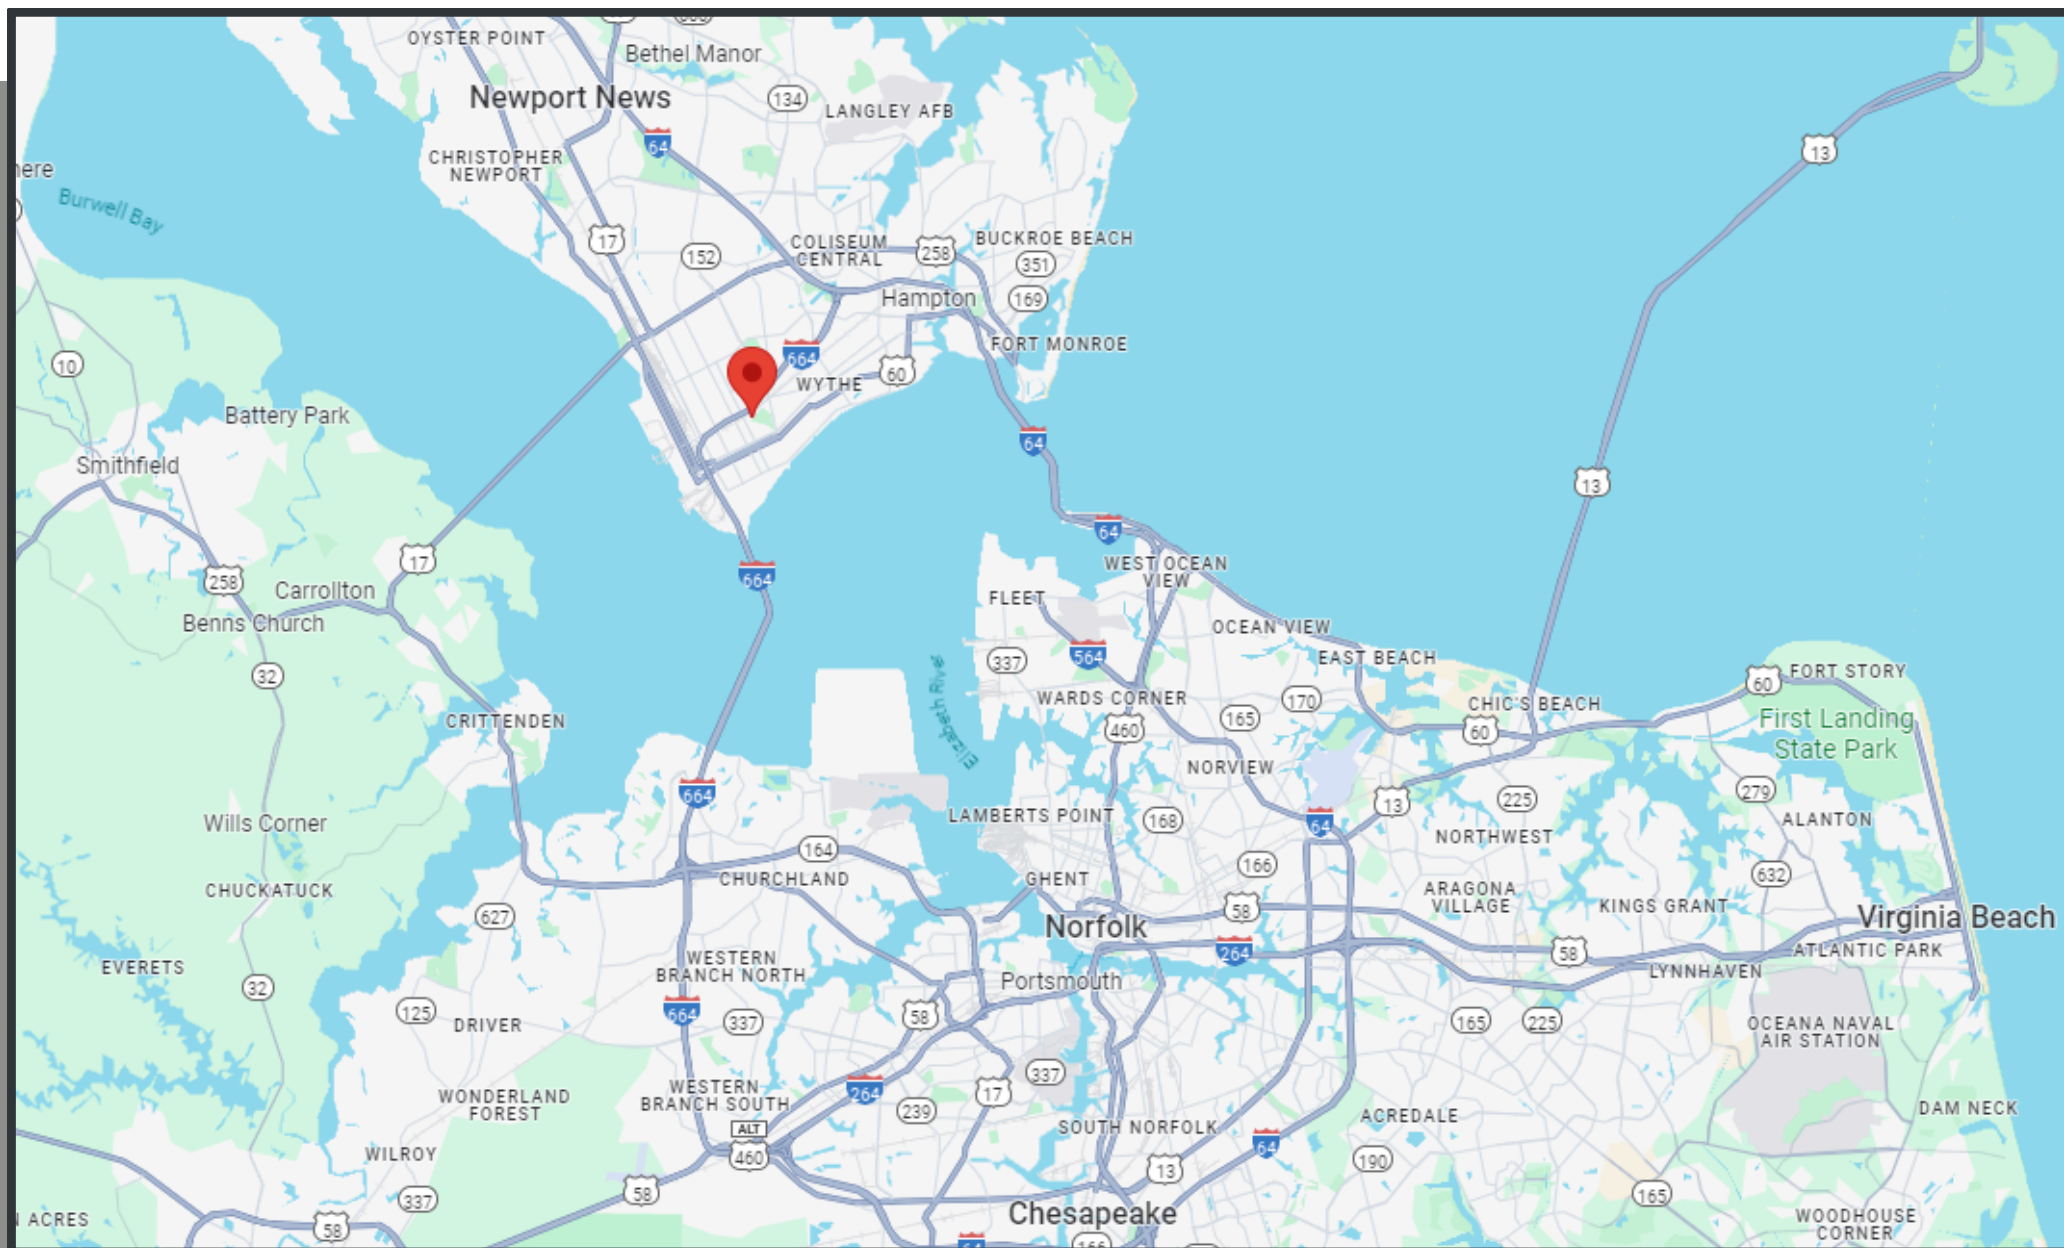 OYSTER POINT
Bethel Manor
Newport News
134
LANGLEY AFB
64
13
CHRISTOPHER
NEWPORT
Burwell Bay
17
152
COLISEUM
CENTRAL
258
BUCKROE BEACH
351
Hampton
169
FORT MONROE
10
664
WYTHE
60
Battery Park
64
Smithfield
13
64
17
258
Carrollton
664
WEST OCEAN
VIEW
FLEET
Benns Church
OCEAN VIEW
564
337
EAST BEACH
32
Elizabeth River
WARDS CORNER
170
FORT STORY
60
CHIC'S BEACH
CRITTENDEN
460
165
60
First Landing
State Park
NORVIEW
664
13
225
279
Wills Corner
LAMBERTS POINT
168
64
NORTHWEST
ALANTON
164
166
632
CHURCHLAND
GHENT
CHUCKATUCK
ARAGONA
VILLAGE
KINGS GRANT
627
58
Norfolk
Virginia Beach
264
58
ATLANTIC PARK
EVERETS
WESTERN
BRANCH NORTH
Portsmouth
LYNNHAVEN
32
125
DRIVER
664
337
58
165
225
OCEANA NAVAL
AIR STATION
337
WONDERLAND
FOREST
WESTERN
BRANCH SOUTH
264
239
17
ACREDALE
DAM NECK
ALT
460
SOUTH NORFOLK
64
WILROY
13
190
337
58
165
ACRES
58
Chesapeake
WOODHOUSE
CORNER
64